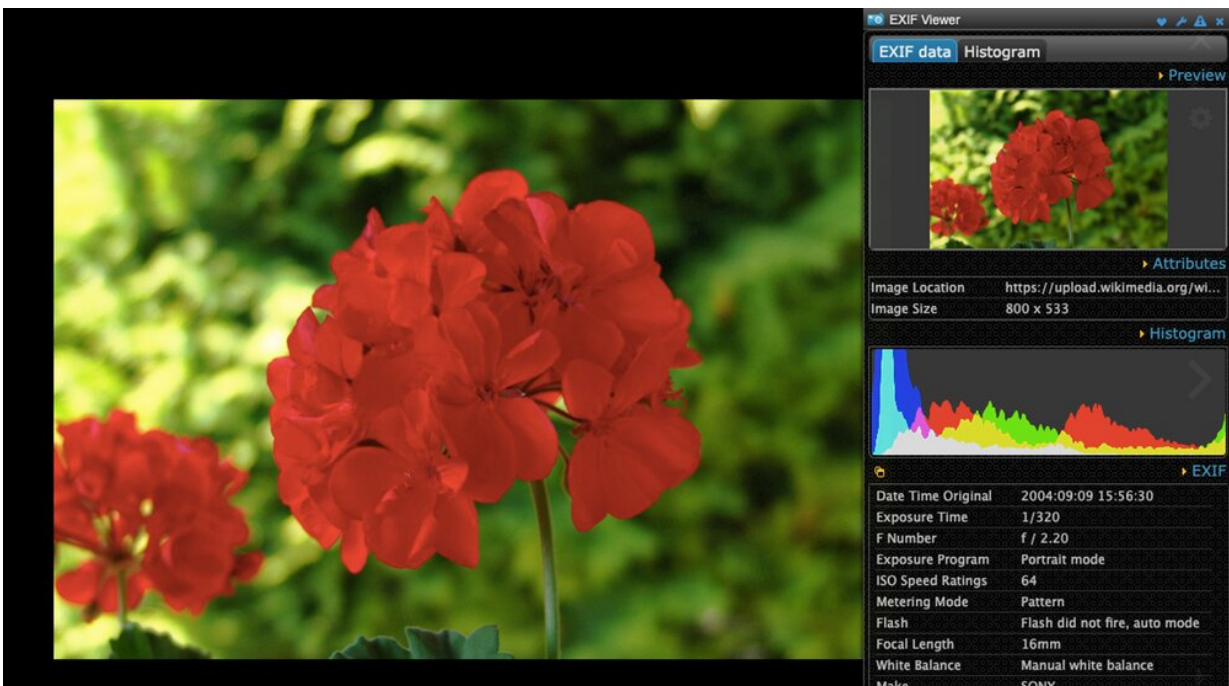 EXIF Viewer
EXIF data Histogram
Preview
Attributes
Image Location https://upload.wikimedia.org/wi...
Image Size 800 x 533
Histogram
EXIF
Date Time Original 2004:09:09 15:56:30
Exposure Time 1/320
F Number f / 2.20
Exposure Program Portrait mode
ISO Speed Ratings 64
Metering Mode Pattern
Flash Flash did not fire, auto mode
Focal Length 16mm
White Balance Manual white balance
Make SONY